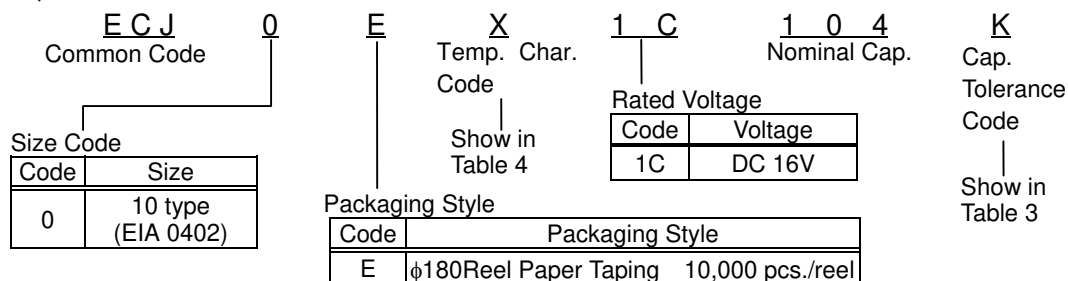 E C J 0 E X 1 C 1 0 4 K
Common Code
Temp. Char.
Code
Nominal Cap.
Cap.
Tolerance
Code
Rated Voltage
Code Voltage
1C DC 16V
Show in
Table 4
Show in
Table 3
Size Code
Code Size
0 10 type
(EIA 0402)
Packaging Style
Code Packaging Style
E ϕ180Reel Paper Taping 10,000 pcs./reel